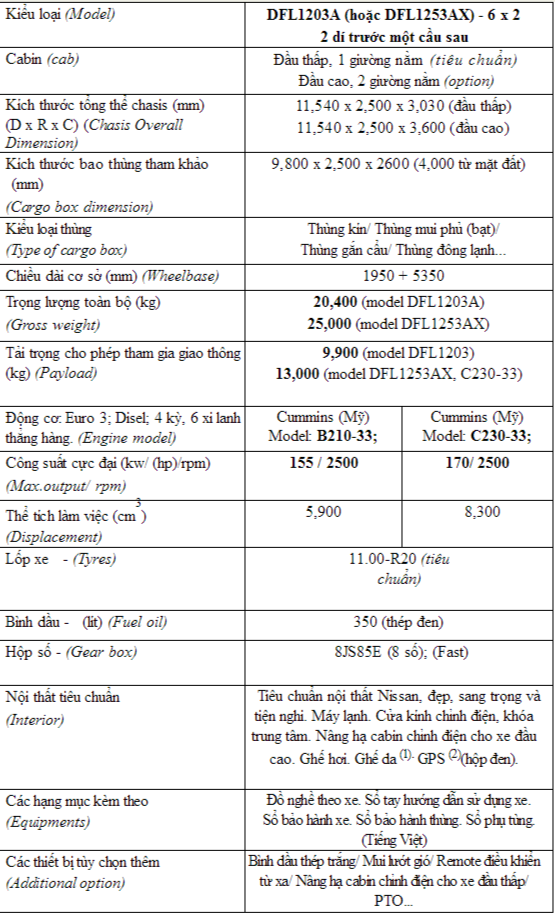 Kiểu loại (Model)
DFL1203A (hoặc DFL1253AX) - 6 x 2
2 dí trước một cầu sau
Cabin (cab)
Đầu thấp, 1 giường nằm (tiêu chuẩn)
Đầu cao, 2 giường nằm (option)
Kích thước tổng thể chasis (mm)
(D x R x C) (Chasis Overall
Dimension)
11,540 x 2,500 x 3,030 (đầu thấp)
11,540 x 2,500 x 3,600 (đầu cao)
Kích thước bao thùng tham khảo
(mm)
(Cargo box dimension)
9,800 x 2,500 x 2600 (4,000 từ mặt đất)
Kiểu loại thùng
(Type of cargo box)
Thùng kín/ Thùng mui phủ (bạt)/
Thùng gắn cẩu/ Thùng đông lạnh...
Chiều dài cơ sở (mm) (Wheelbase)
1950 + 5350
Trọng lượng toàn bộ (kg)
(Gross weight)
20,400 (model DFL1203A)
25,000 (model DFL1253AX)
Tải trọng cho phép tham gia giao thông
(kg) (Payload)
9,900 (model DFL1203)
13,000 (model DFL1253AX, C230-33)
Động cơ: Euro 3; Disel; 4 kỳ, 6 xi lanh
thẳng hàng. (Engine model)
Cummins (Mỹ)
Model: B210-33;
Cummins (Mỹ)
Model: C230-33;
Công suất cực đại (kw/ (hp)/rpm)
(Max.output/ rpm)
155 / 2500
170/ 2500
Thể tích làm việc (cm3)
(Displacement)
5,900
8,300
Lốp xe - (Tyres)
11.00-R20 (tiêu
chuẩn)
Bình dầu - (lít) (Fuel oil)
350 (thép đen)
Hộp số - (Gear box)
8JS85E (8 số); (Fast)
Nội thất tiêu chuẩn
(Interior)
Tiêu chuẩn nội thất Nissan, đẹp, sang trọng và
tiện nghi. Máy lạnh. Cửa kính chỉnh điện, khóa
trung tâm. Nâng hạ cabin chỉnh điện cho xe đầu
cao. Ghế hơi. Ghế da (1). GPS (2)(hộp đen).
Các hạng mục kèm theo
(Equipments)
Đồ nghề theo xe. Sổ tay hướng dẫn sử dụng xe.
Sổ bảo hành xe. Sổ bảo hành thùng. Sổ phụ tùng.
(Tiếng Việt)
Các thiết bị tùy chọn thêm
(Additional option)
Bình dầu thép trắng/ Mui lướt gió/ Remote điều khiển
từ xa/ Nâng hạ cabin chỉnh điện cho xe đầu thấp/
PTO...